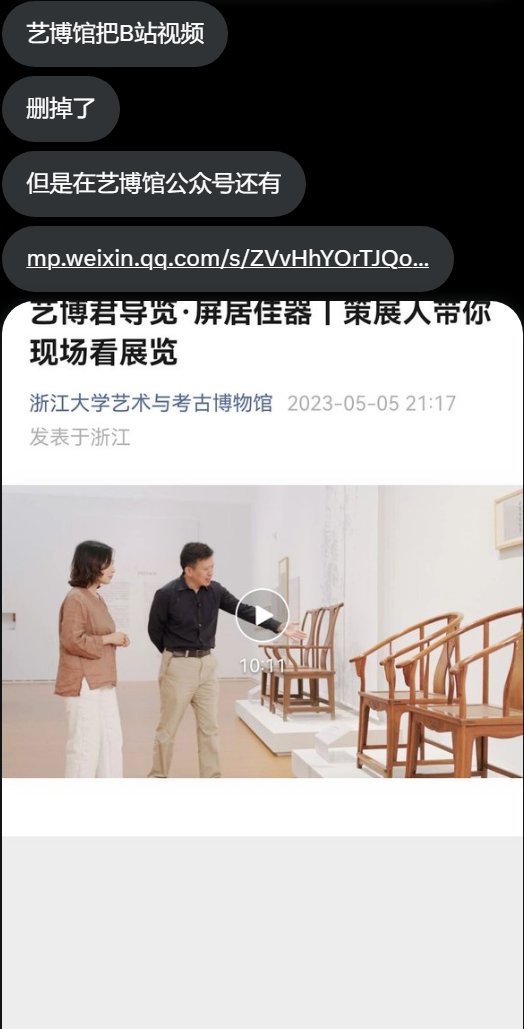 艺博馆把B站视频
删掉了
但是在艺博馆公众号还有
mp.weixin.qq.com/s/ZVvHhYOrTJQo...
艺博君导览·屏居佳器丨策展人带你
现场看展览
浙江大学艺术与考古博物馆 2023-05-05 21:17
发表于浙江
10:11